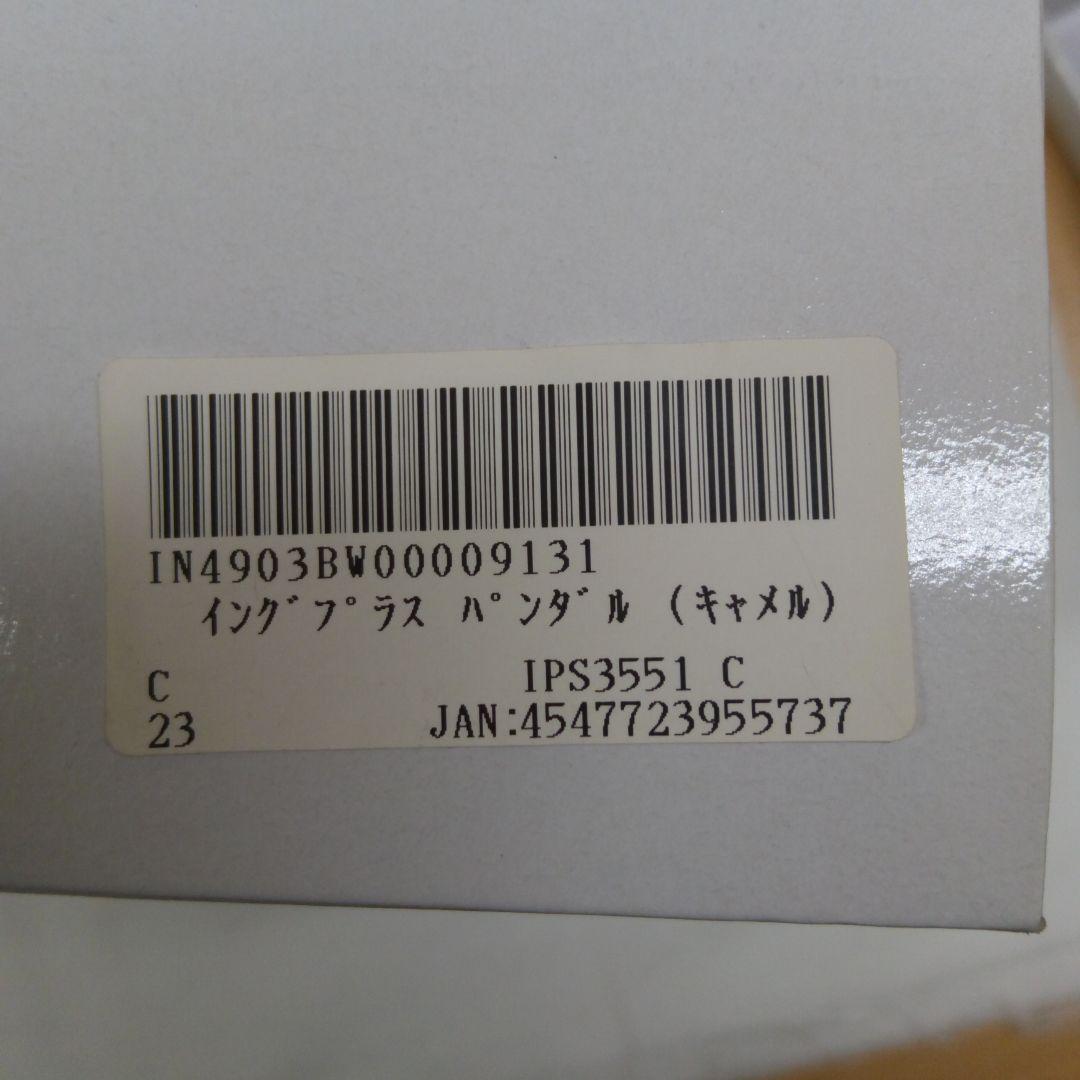 IN4903BW00009131
ｲﾝｸﾞﾌﾟﾗｽ ﾊﾟﾝﾀﾞﾙ (ｷｬﾒﾙ)
C IPS3551 C
23 JAN:4547723955737